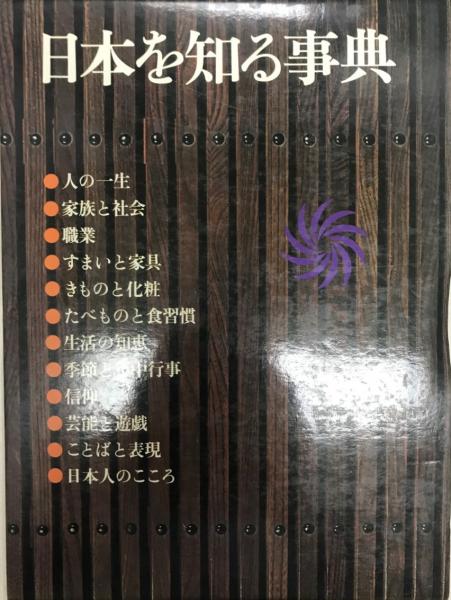 日本を知る事典
●人の一生
●家族と社会
●職業
●すまいと家具
●きものと化粧
●たべものと食習慣
●生活の知恵
●季節と年中行事
●信仰
●芸能と遊戯
●ことばと表現
●日本人のこころ